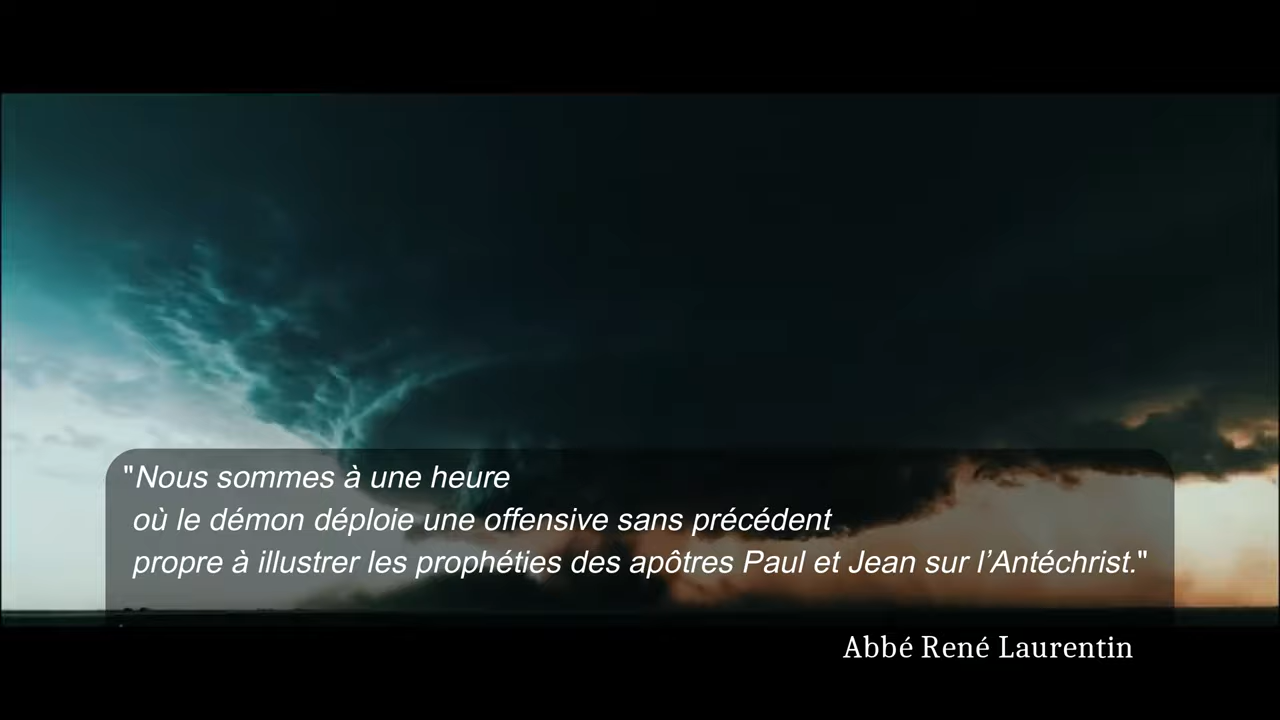 "Nous sommes à une heure
où le démon déploie une offensive sans précédent
propre à illustrer les prophéties des apôtres Paul et Jean sur l’Antéchrist."
Abbé René Laurentin